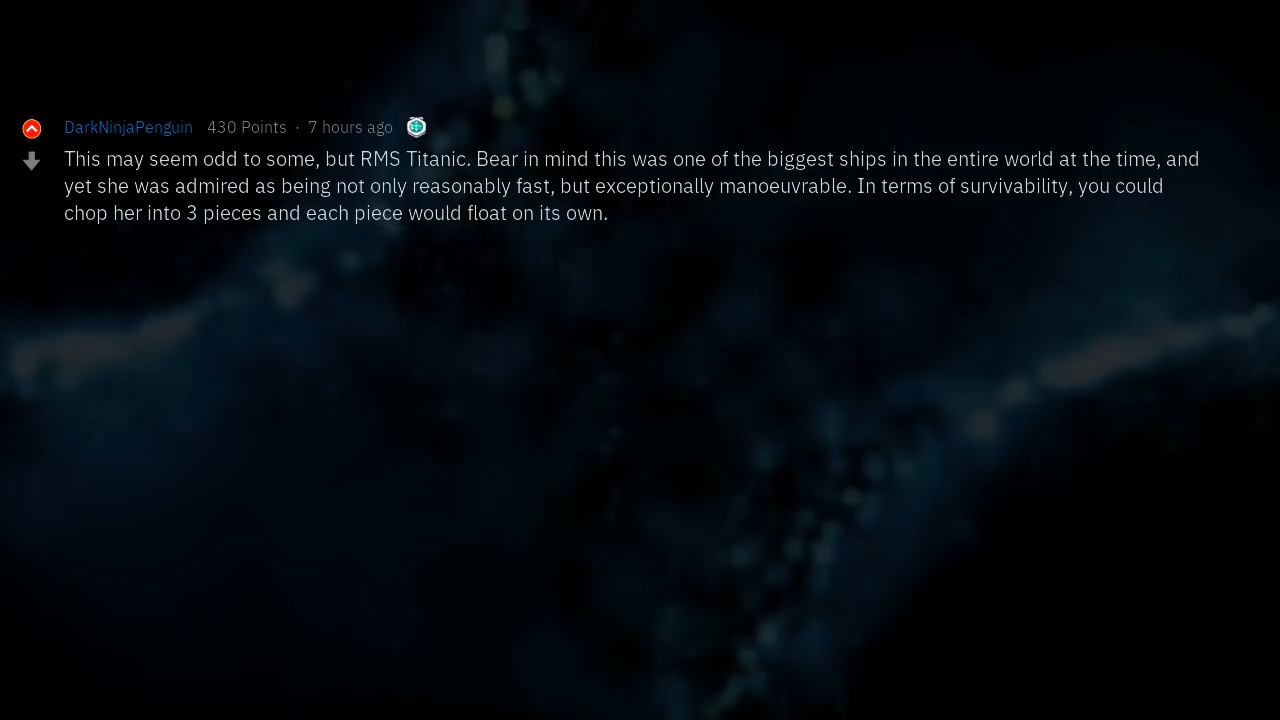 DarkNinjaPenguin 430 Points · 7 hours ago
This may seem odd to some, but RMS Titanic. Bear in mind this was one of the biggest ships in the entire world at the time, and
yet she was admired as being not only reasonably fast, but exceptionally manoeuvrable. In terms of survivability, you could
chop her into 3 pieces and each piece would float on its own.